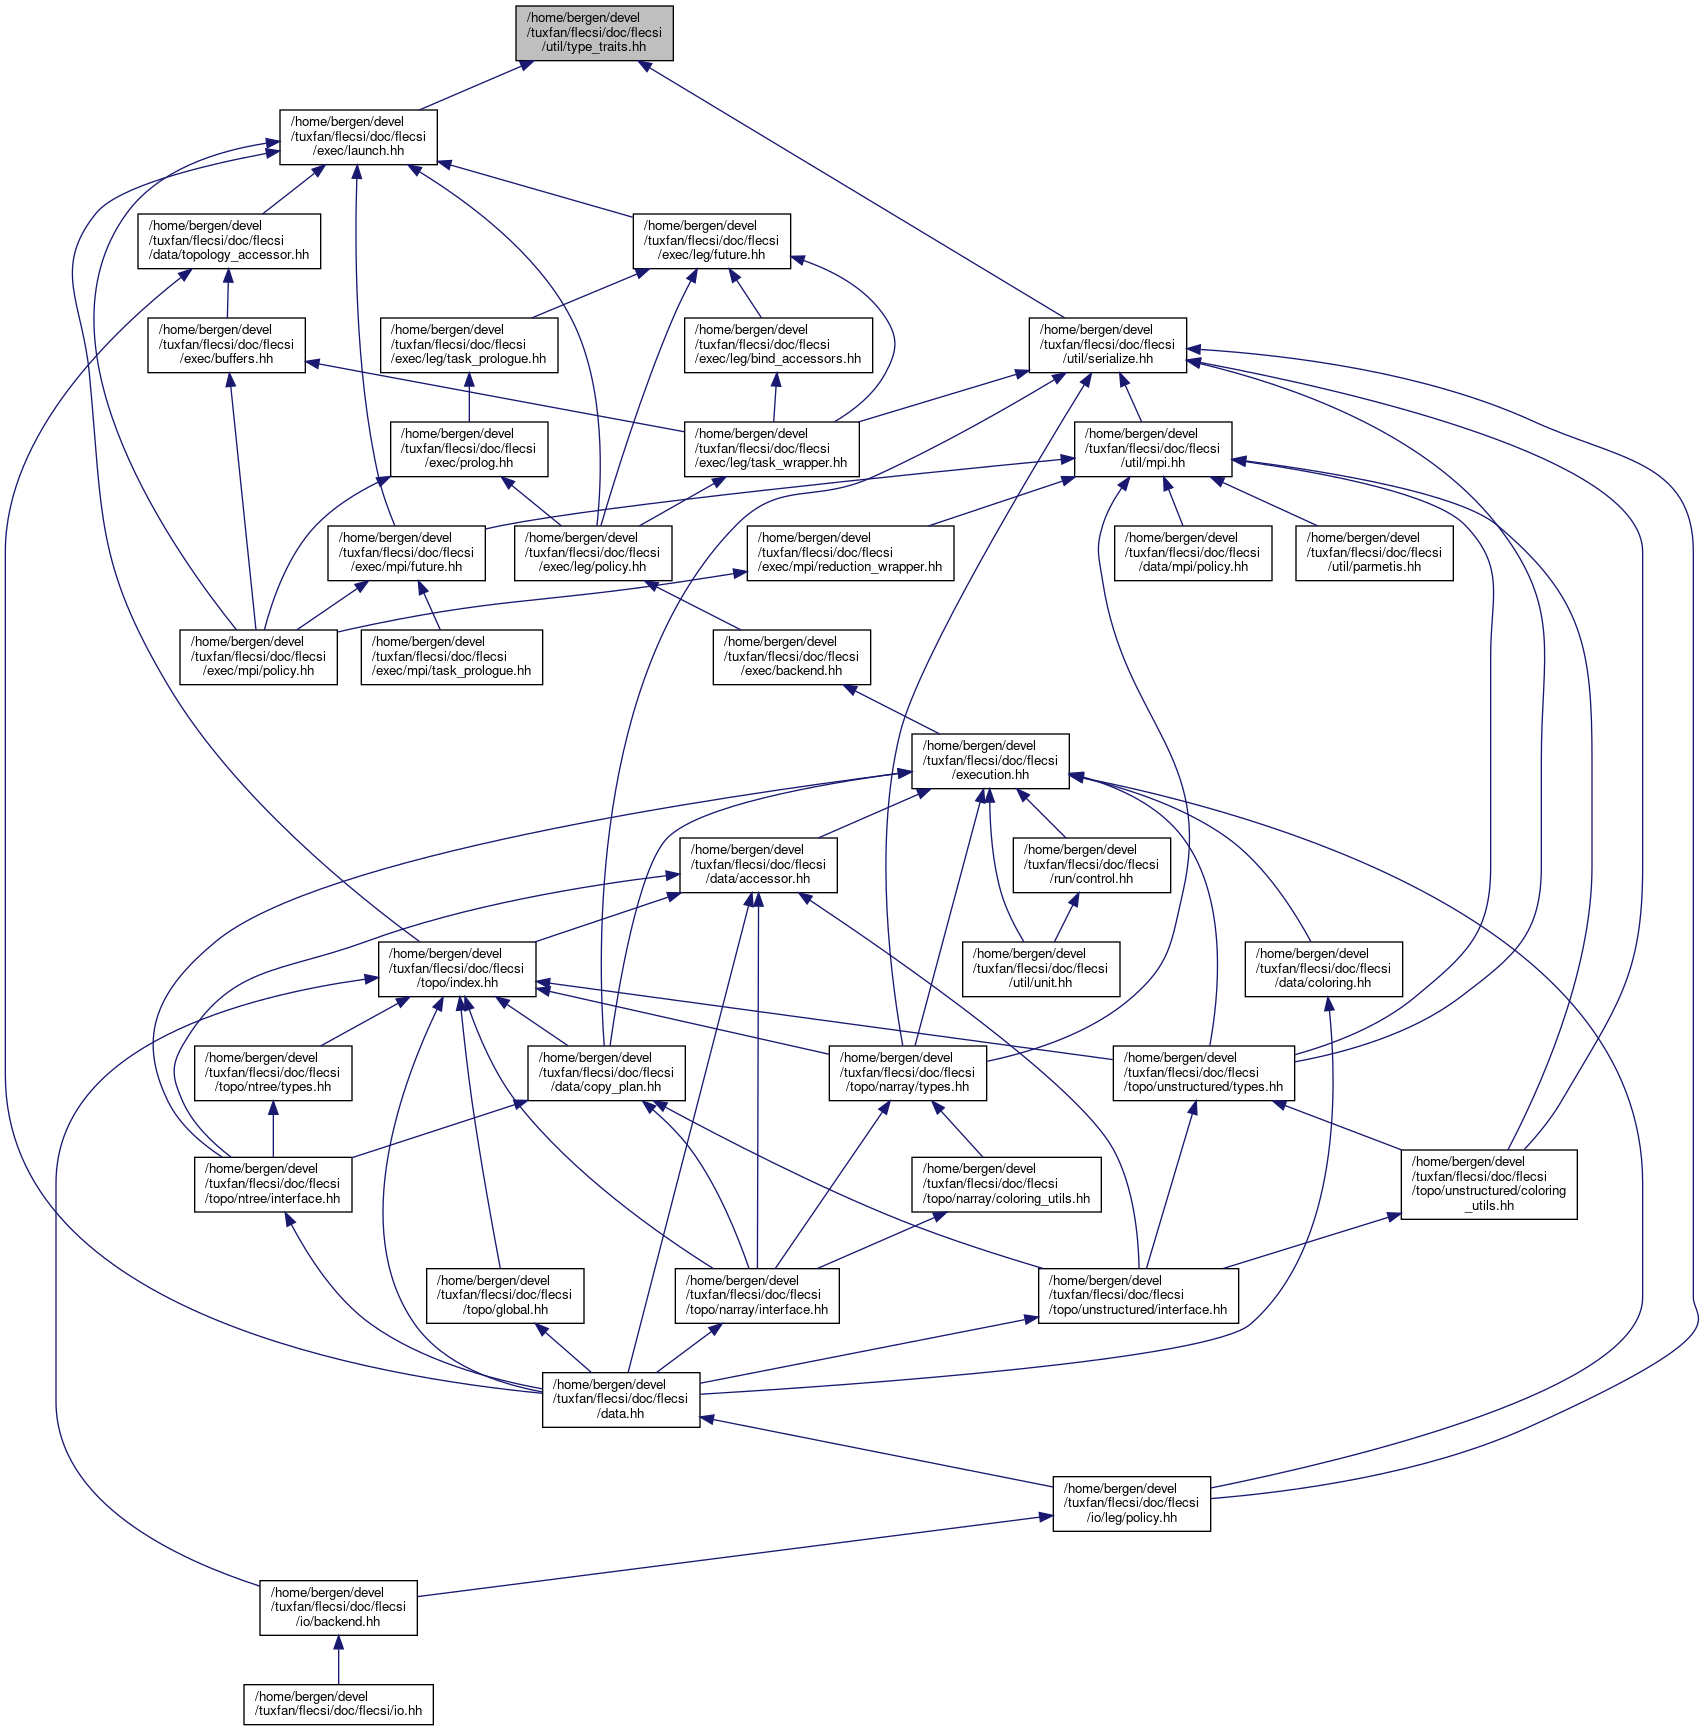 /home/bergen/devel
/tuxfan/flecsi/doc/flecsi
/util/type_traits.hh
/home/bergen/devel
/tuxfan/flecsi/doc/flecsi
/exec/launch.hh
/home/bergen/devel
/tuxfan/flecsi/doc/flecsi
/data/topology_accessor.hh
/home/bergen/devel
/tuxfan/flecsi/doc/flecsi
/exec/leg/future.hh
/home/bergen/devel
/tuxfan/flecsi/doc/flecsi
/exec/buffers.hh
/home/bergen/devel
/tuxfan/flecsi/doc/flecsi
/exec/leg/task_prologue.hh
/home/bergen/devel
/tuxfan/flecsi/doc/flecsi
/exec/leg/bind_accessors.hh
/home/bergen/devel
/tuxfan/flecsi/doc/flecsi
/util/serialize.hh
/home/bergen/devel
/tuxfan/flecsi/doc/flecsi
/exec/prolog.hh
/home/bergen/devel
/tuxfan/flecsi/doc/flecsi
/exec/leg/task_wrapper.hh
/home/bergen/devel
/tuxfan/flecsi/doc/flecsi
/util/mpi.hh
/home/bergen/devel
/tuxfan/flecsi/doc/flecsi
/exec/mpi/future.hh
/home/bergen/devel
/tuxfan/flecsi/doc/flecsi
/exec/leg/policy.hh
/home/bergen/devel
/tuxfan/flecsi/doc/flecsi
/exec/mpi/reduction_wrapper.hh
/home/bergen/devel
/tuxfan/flecsi/doc/flecsi
/data/mpi/policy.hh
/home/bergen/devel
/tuxfan/flecsi/doc/flecsi
/util/parmetis.hh
/home/bergen/devel
/tuxfan/flecsi/doc/flecsi
/exec/mpi/policy.hh
/home/bergen/devel
/tuxfan/flecsi/doc/flecsi
/exec/mpi/task_prologue.hh
/home/bergen/devel
/tuxfan/flecsi/doc/flecsi
/exec/backend.hh
/home/bergen/devel
/tuxfan/flecsi/doc/flecsi
/execution.hh
/home/bergen/devel
/tuxfan/flecsi/doc/flecsi
/data/accessor.hh
/home/bergen/devel
/tuxfan/flecsi/doc/flecsi
/run/control.hh
/home/bergen/devel
/tuxfan/flecsi/doc/flecsi
/topo/index.hh
/home/bergen/devel
/tuxfan/flecsi/doc/flecsi
/util/unit.hh
/home/bergen/devel
/tuxfan/flecsi/doc/flecsi
/data/coloring.hh
/home/bergen/devel
/tuxfan/flecsi/doc/flecsi
/topo/ntree/types.hh
/home/bergen/devel
/tuxfan/flecsi/doc/flecsi
/data/copy_plan.hh
/home/bergen/devel
/tuxfan/flecsi/doc/flecsi
/topo/narray/types.hh
/home/bergen/devel
/tuxfan/flecsi/doc/flecsi
/topo/unstructured/types.hh
/home/bergen/devel
/tuxfan/flecsi/doc/flecsi
/topo/ntree/interface.hh
/home/bergen/devel
/tuxfan/flecsi/doc/flecsi
/topo/narray/coloring_utils.hh
/home/bergen/devel
/tuxfan/flecsi/doc/flecsi
/topo/unstructured/coloring
_utils.hh
/home/bergen/devel
/tuxfan/flecsi/doc/flecsi
/topo/global.hh
/home/bergen/devel
/tuxfan/flecsi/doc/flecsi
/topo/narray/interface.hh
/home/bergen/devel
/tuxfan/flecsi/doc/flecsi
/topo/unstructured/interface.hh
/home/bergen/devel
/tuxfan/flecsi/doc/flecsi
/data.hh
/home/bergen/devel
/tuxfan/flecsi/doc/flecsi
/io/leg/policy.hh
/home/bergen/devel
/tuxfan/flecsi/doc/flecsi
/io/backend.hh
/home/bergen/devel
/tuxfan/flecsi/doc/flecsi/io.hh